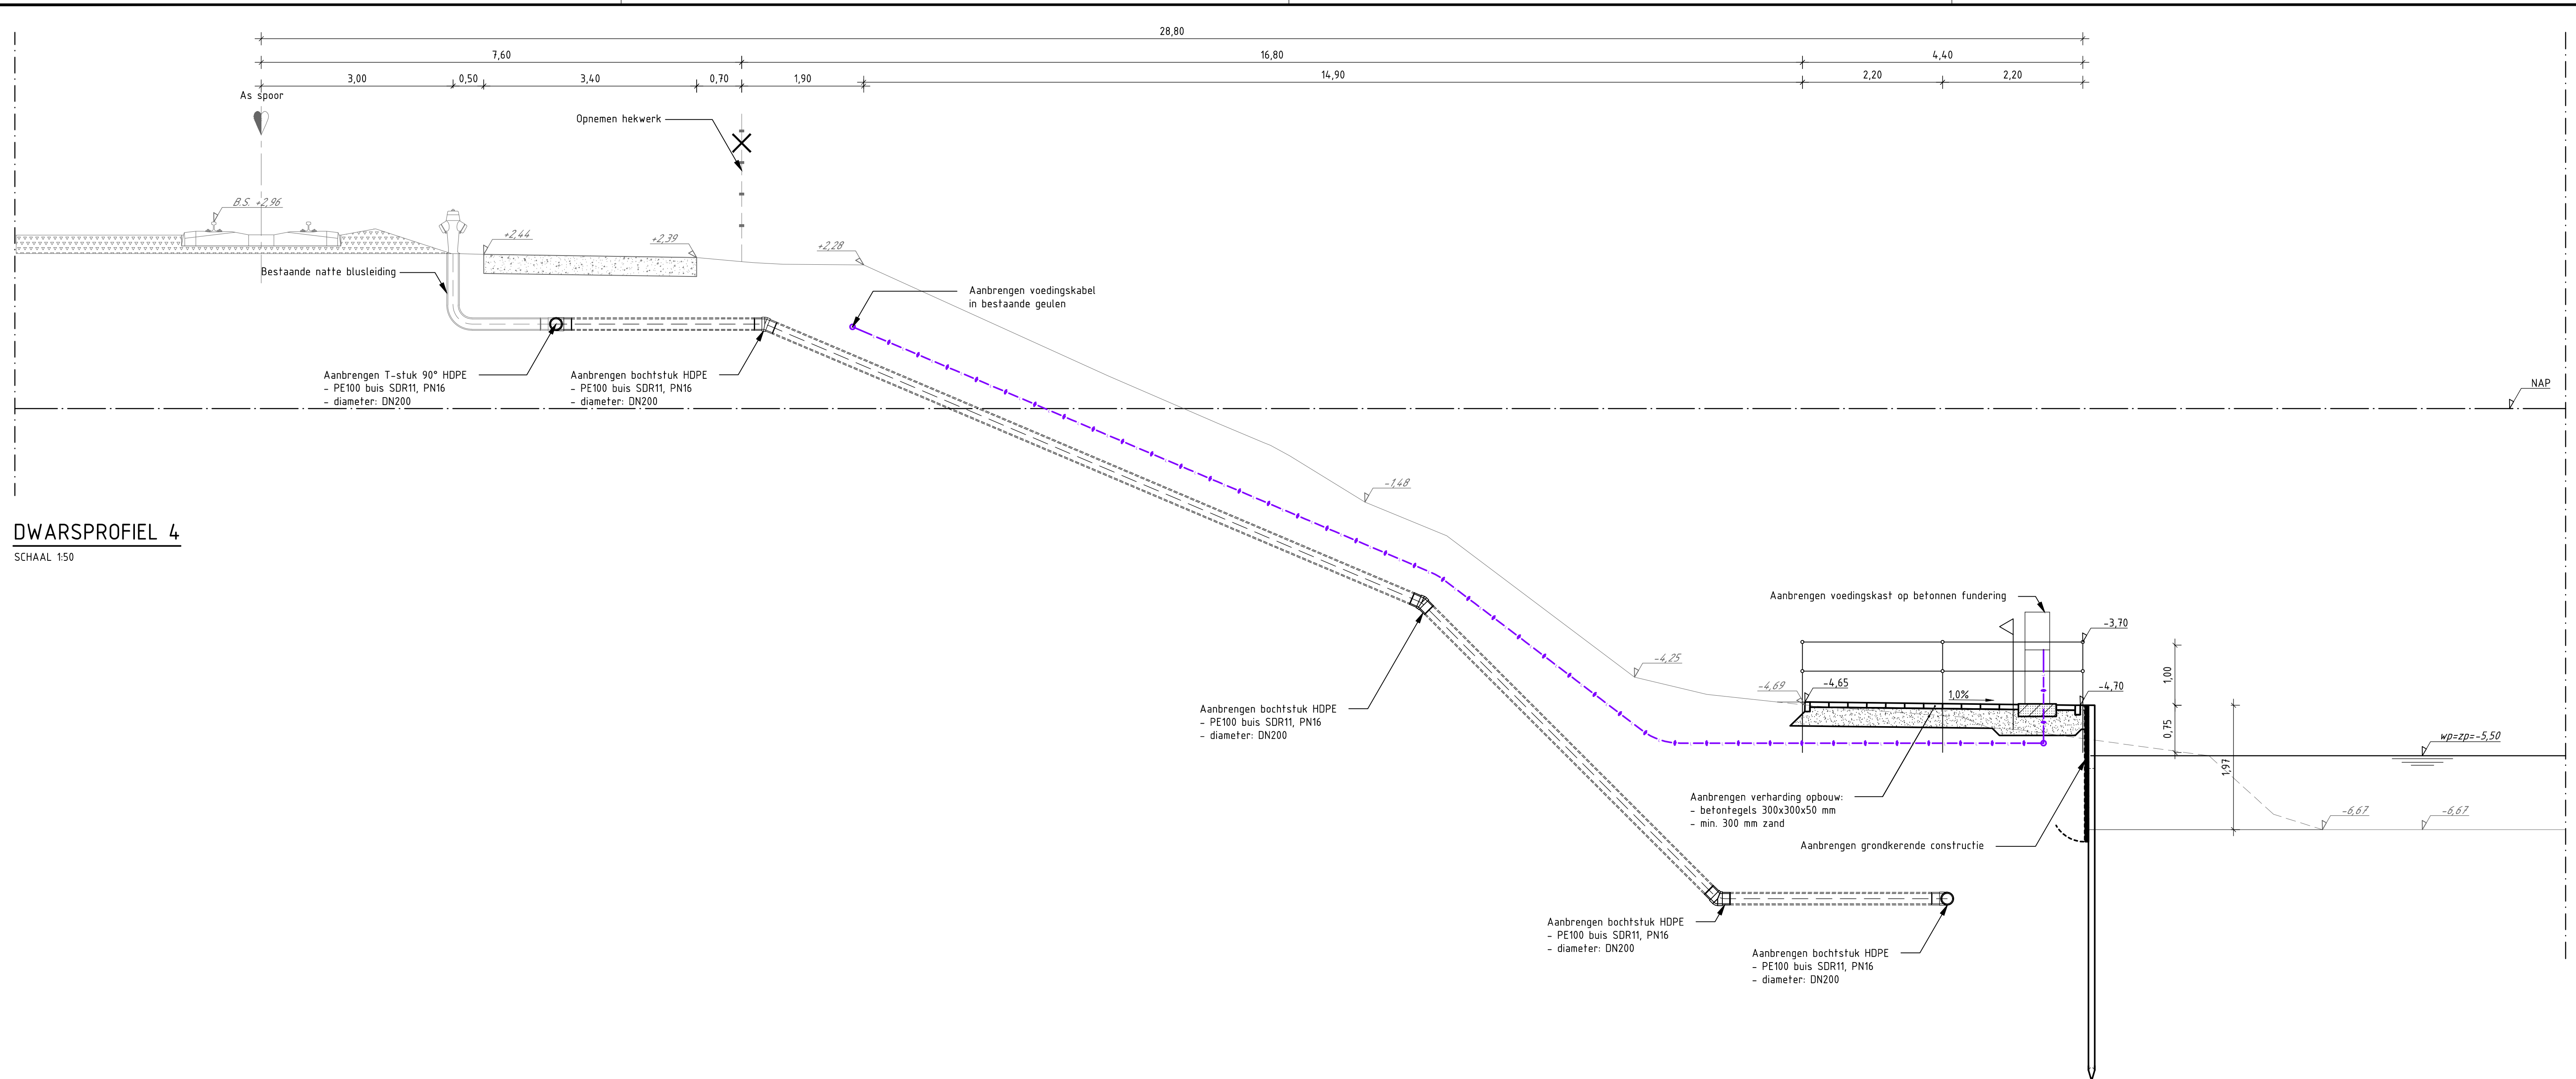 28,80
7,60
16,80
4,40
3,00
0,50
3,40
0,70
1,90
14,90
2,20
2,20
As spoor
Opnemen hekwerk
B.S. +2,96
+2,44
+2,39
+2,28
Bestaande natte blusleiding
Aanbrengen voedingskabel
in bestaande geulen
Aanbrengen T-stuk 90° HDPE
- PE100 buis SDR11, PN16
- diameter: DN200
Aanbrengen bochtstuk HDPE
- PE100 buis SDR11, PN16
- diameter: DN200
NAP
-1,48
DWARSPROFIEL 4
SCHAAL 1:50
Aanbrengen voedingskast op betonnen fundering
-3,70
-4,25
-4,69
-4,65
1,0%
-4,70
1,00
0,75
1,97
wp=zp=-5,50
Aanbrengen bochtstuk HDPE
- PE100 buis SDR11, PN16
- diameter: DN200
Aanbrengen verharding opbouw:
- betontegels 300x300x50 mm
- min. 300 mm zand
-6,67
-6,67
Aanbrengen grondkerende constructie
Aanbrengen bochtstuk HDPE
- PE100 buis SDR11, PN16
- diameter: DN200
Aanbrengen bochtstuk HDPE
- PE100 buis SDR11, PN16
- diameter: DN200